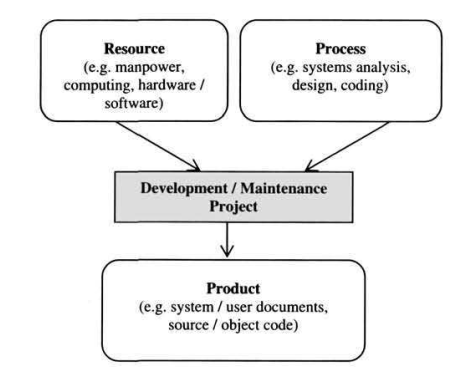 Resource
(e.g. manpower,
computing, hardware /
software)
Process
(e.g. systems analysis,
design, coding)
Development / Maintenance
Project
Product
(e.g. system / user documents,
source / object code)